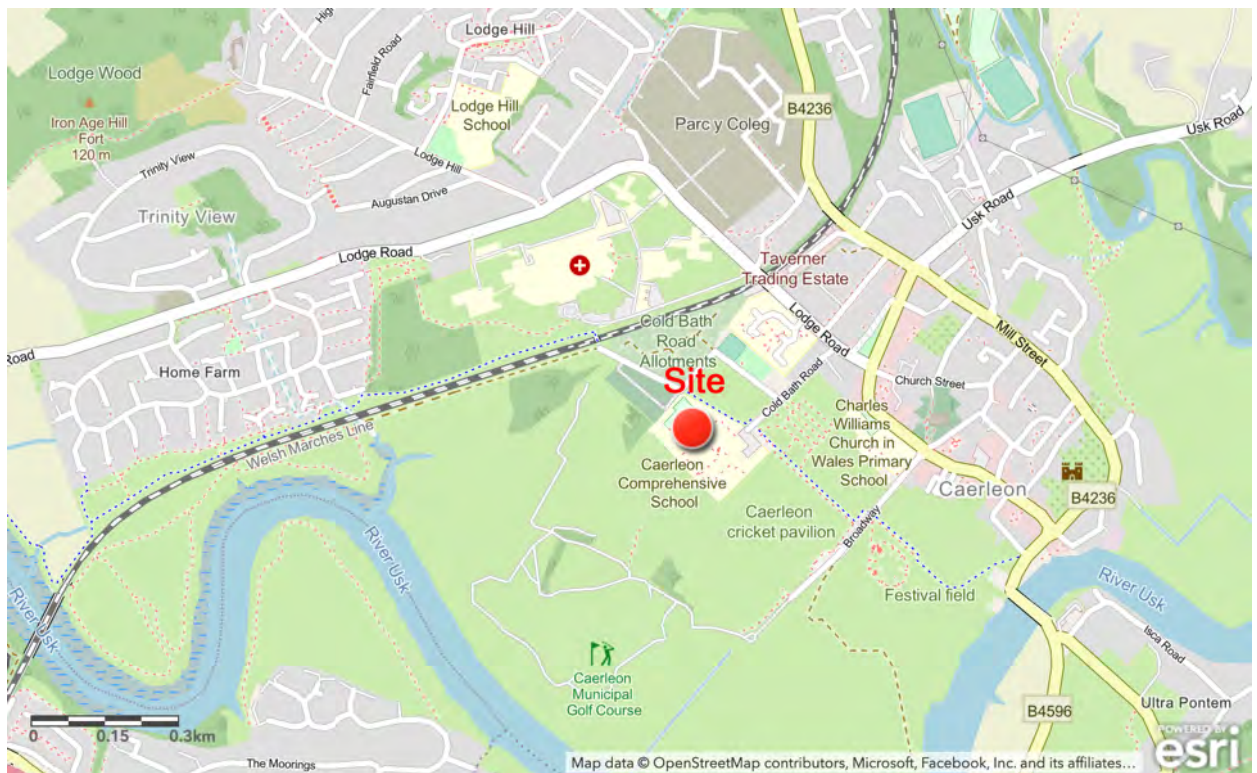 Hig
Lodge Hill
Lodge Wood
Fairfield Road
Iron Age Hill
Fort
120 m
Lodge Hill
School
Lodge Hill
B4236
Parc y Coleg
Usk Road
Trinity View
Trinity View
Augustan Drive
Usk Road
Lodge Road
Taverner
Trading Estate
Road
Home Farm
Cold Bath
Road
Allotments
Lodge Road
Mill Street
Site
Church Street
Cold Bath Road
Welsh Marches Line
Charles
Williams
Church in
Wales Primary
School
Caerleon
Comprehensive
School
Caerleon
B4236
Caerleon
cricket pavilion
Broadway
River Usk
River Usk
River Usk
Festival field
Isca Road
Caerleon
Municipal
Golf Course
Ultra Pontem
B4596
0 0.15 0.3km
The Moorings
POWERED BY
esri
Map data © OpenStreetMap contributors, Microsoft, Facebook, Inc. and its affiliates...